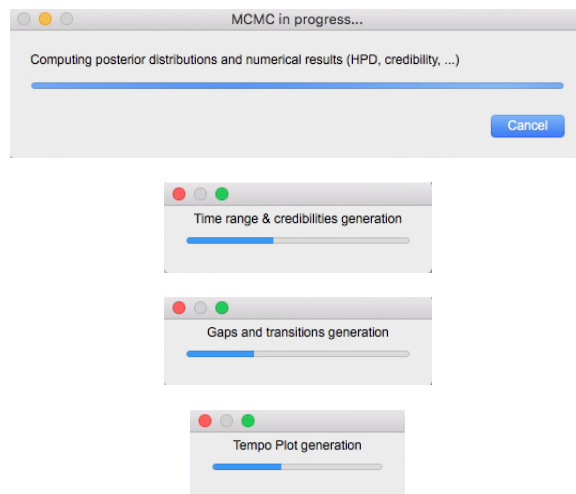 MCMC in progress...
Computing posterior distributions and numerical results (HPD, credibility, ...)
Cancel
Time range & credibilities generation
Gaps and transitions generation
Tempo Plot generation